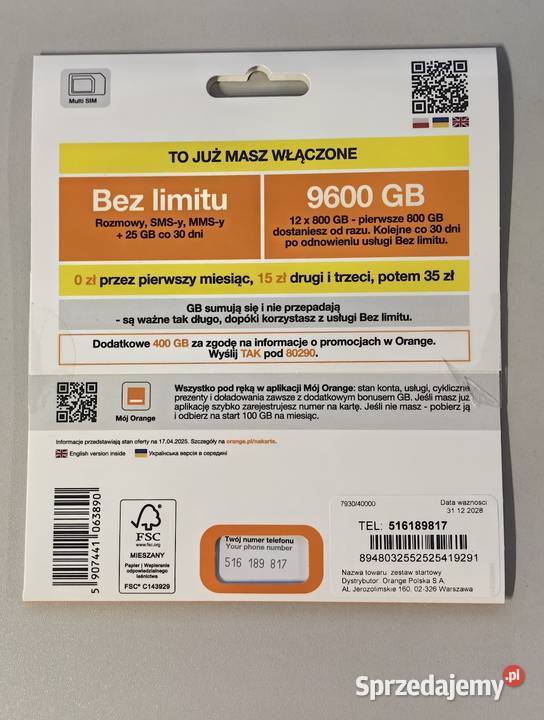 Multi SIM
TO JUŻ MASZ WŁĄCZONE
Bez limitu
Rozmowy, SMS-y, MMS-y
+ 25 GB co 30 dni
9600 GB
12 x 800 GB - pierwsze 800 GB
dostaniesz od razu. Kolejne co 30 dni
po odnowieniu usługi Bez limitu.
0 zł przez pierwszy miesiąc, 15 zł drugi i trzeci, potem 35 zł
GB sumują się i nie przepadają
- są ważne tak długo, dopóki korzystasz z usługi Bez limitu.
Dodatkowe 400 GB za zgodę na informacje o promocjach w Orange.
Wyślij TAK pod 80290.
Mój Orange
Wszystko pod ręką w aplikacji Mój Orange: stan konta, usługi, cykliczne
prezenty i doładowania zawsze z dodatkowym bonusem GB. Jeśli masz już
aplikację szybko zarejestrujesz numer na kartę. Jeśli nie masz - pobierz ją
i odbierz na start 100 GB na miesiąc.
Informacje przedstawiają stan oferty na 17.04.2025. Szczegóły na orange.pl/nakarte.
English version inside
Українська версія в середині
5 907441 063890
FSC
www.fsc.org
MIESZANY
Papier | Wspieranie
odpowiedzialnego
leśnictwa
FSC® C143929
Twój numer telefonu
Your phone number
516 189 817
7930/40000
Data ważności
31.12.2028
TEL: 516189817
8948032552525419291
Nazwa towaru: zestaw startowy
Dystrybutor: Orange Polska S.A.
AL Jerozolimskie 160, 02-326 Warszawa
Sprzedajemy.pl